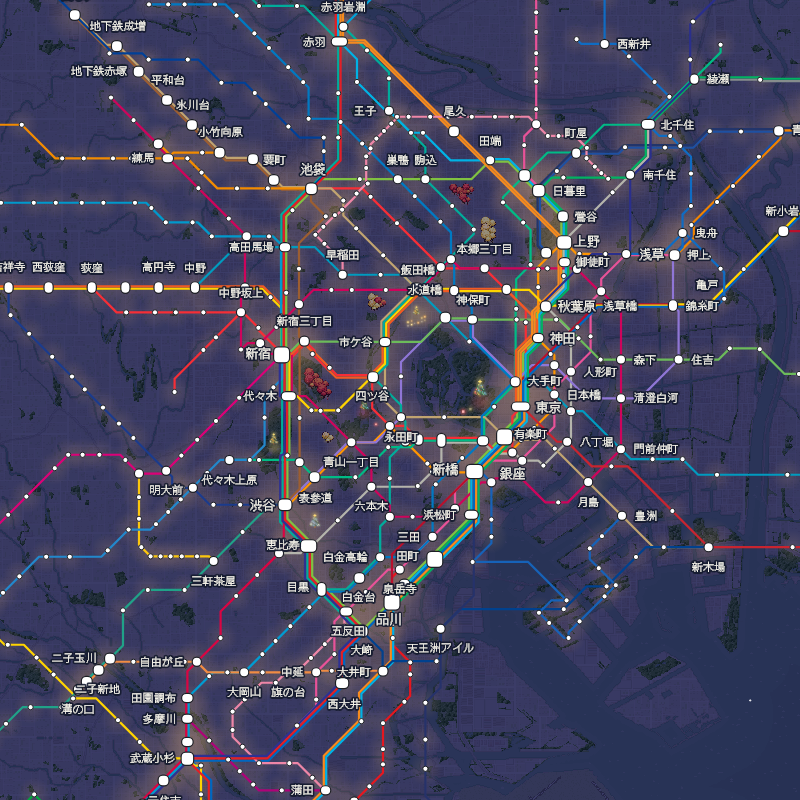 赤羽岩淵
地下鉄成増
赤羽
西新井
地下鉄赤塚
平和台
綾瀬
氷川台
王子
尾久
小竹向原
北千住
町屋
田端
練馬
要町
巣鴨
駒込
池袋
南千住
日暮里
新小岩
鶯谷
曳舟
高田馬場
本郷三丁目
上野
早稲田
浅草
押上
吉祥寺
西荻窪
荻窪
高円寺
中野
飯田橋
御徒町
亀戸
中野坂上
水道橋
神保町
秋葉原
浅草橋
錦糸町
新宿三丁目
市ケ谷
神田
新宿
森下
住吉
人形町
大手町
代々木
四ツ谷
日本橋
清澄白河
東京
永田町
有楽町
八丁堀
門前仲町
青山一丁目
新橋
銀座
明大前
代々木上原
表参道
月島
渋谷
六本木
浜松町
豊洲
三田
恵比寿
白金高輪
田町
新木場
三軒茶屋
目黒
白金台
泉岳寺
品川
五反田
大崎
天王洲アイル
二子玉川
自由が丘
中延
大井町
二子新地
大岡山
旗の台
田園調布
西大井
溝の口
多摩川
武蔵小杉
蒲田